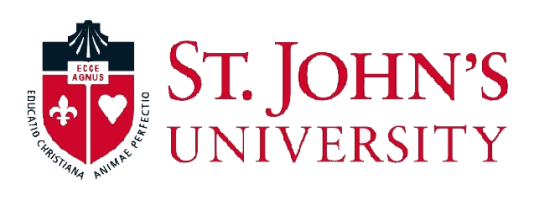 ECCE
AGNUS
EDUCATIO CHRISTIANA ANIMAE PERFECTIO
ST. JOHN'S
UNIVERSITY